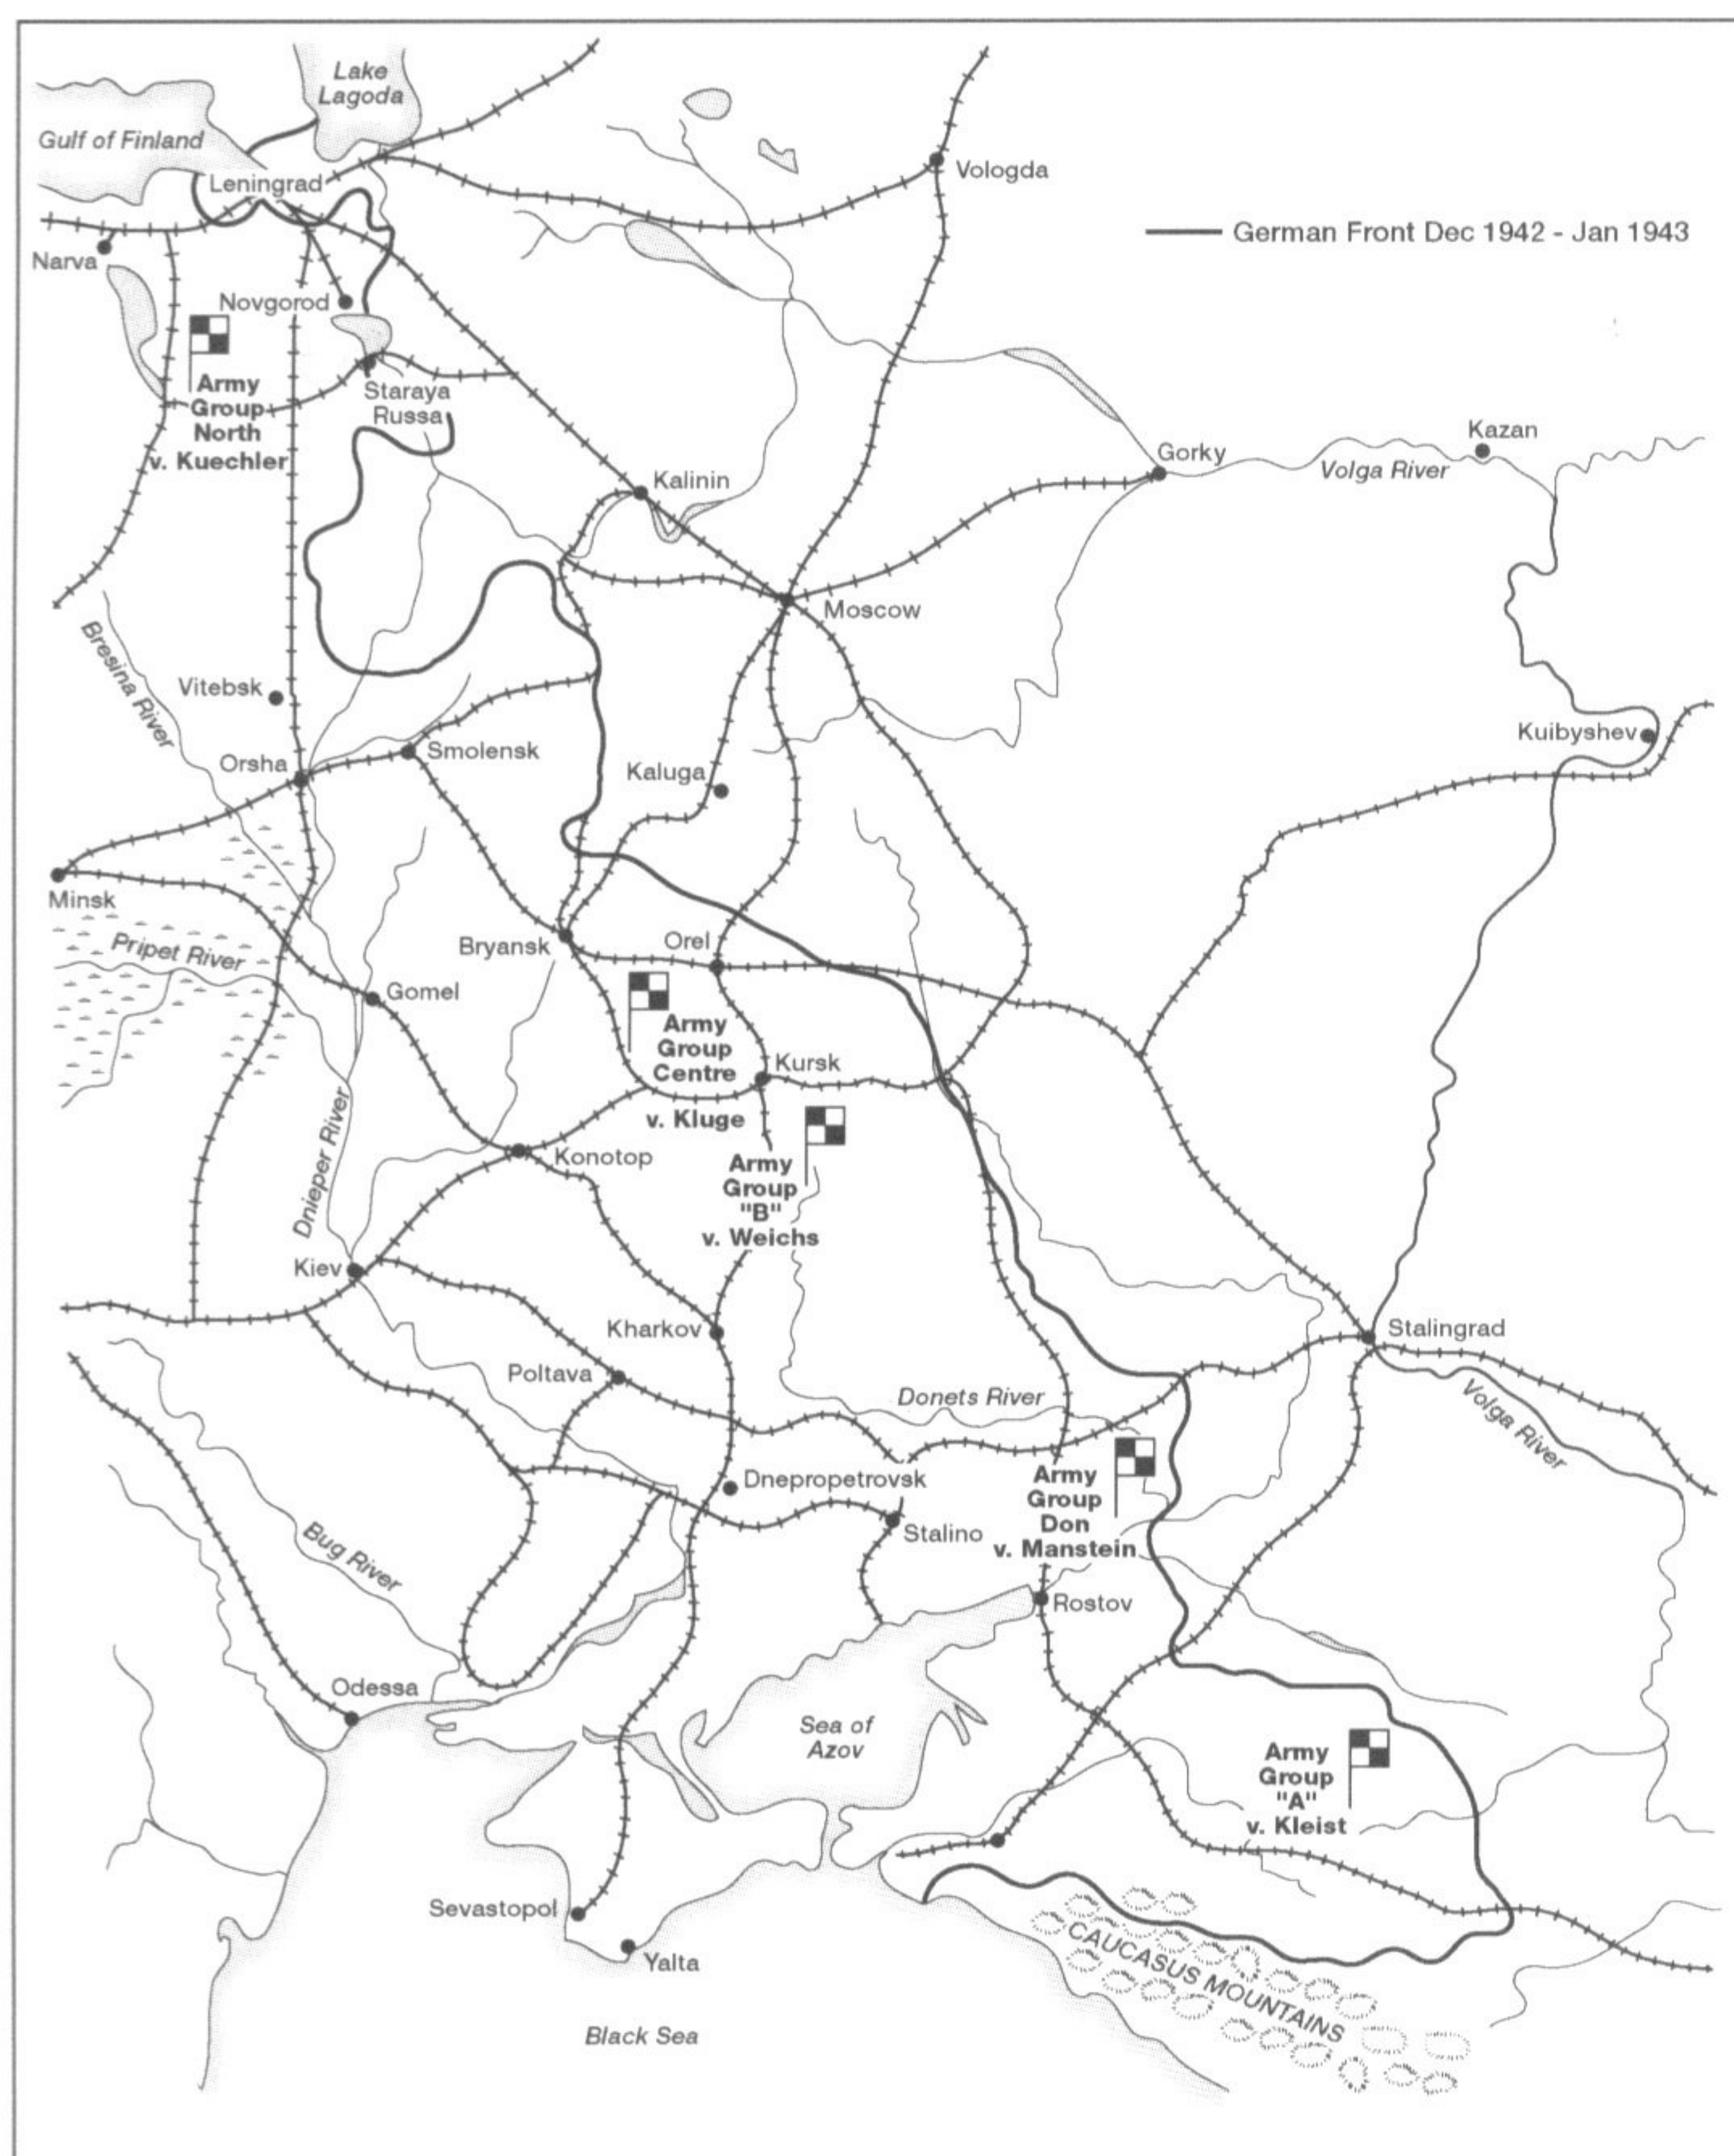 Lake
Lagoda
Gulf of Finland
Leningrad
Vologda
German Front Dec 1942 - Jan 1943
Narva
Novgorod
Army
Group
North
v. Kuechler
Staraya
Russa
Kalinin
Gorky
Kazan
Volga River
Moscow
Bresina River
Vitebsk
Orsha
Smolensk
Kaluga
Kuibyshev
Minsk
Pripet River
Bryansk
Orel
Gomel
Army
Group
Centre
v. Kluge
Kursk
Dnieper River
Konotop
Army
Group
"B"
v. Weichs
Kiev
Kharkov
Stalingrad
Poltava
Donets River
Volga River
Dnepropetrovsk
Army
Group
Don
v. Manstein
Stalino
Bug River
Rostov
Odessa
Sea of
Azov
Army
Group
"A"
v. Kleist
Sevastopol
Yalta
CAUCASUS MOUNTAINS
Black Sea